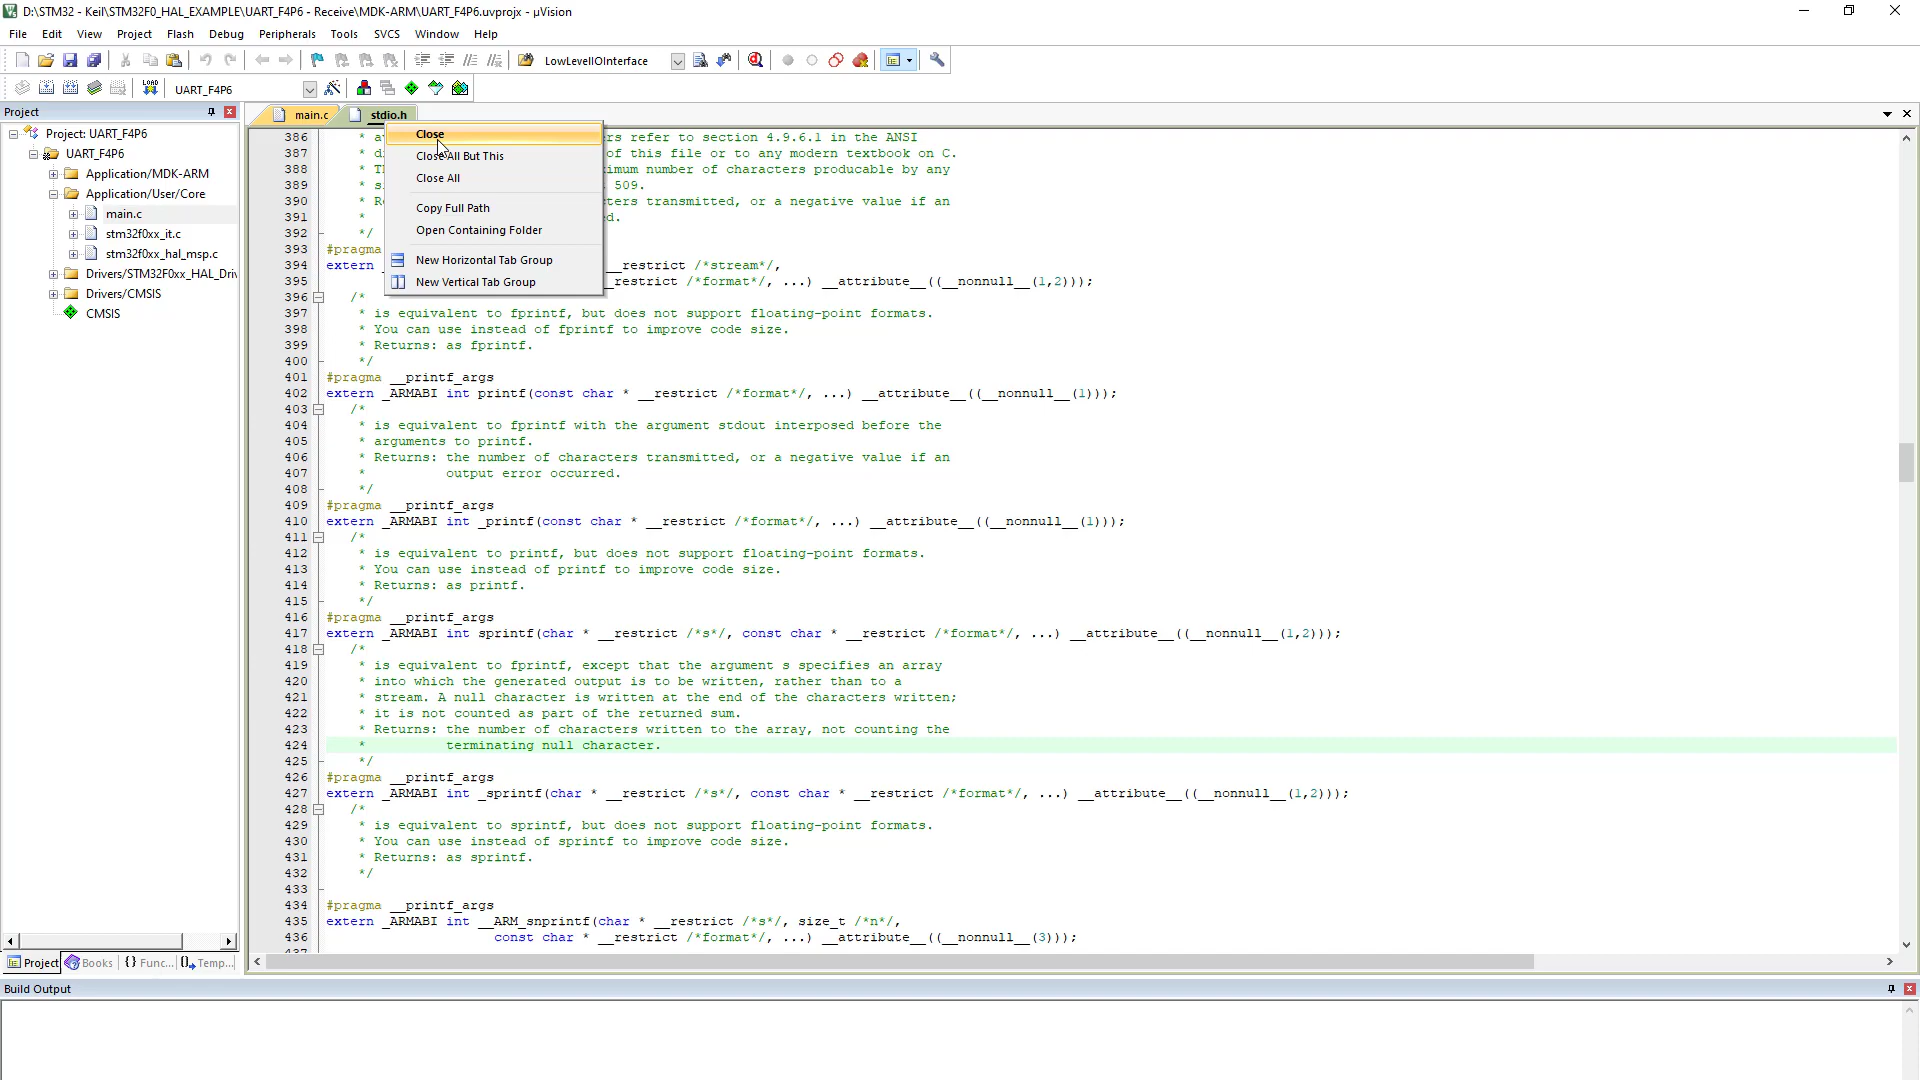 D:\STM32 - Keil\STM32F0_HAL_EXAMPLE\UART_F4P6 - Receive\MDK-ARM\UART_F4P6.uvprojx - µVision
File Edit View Project Flash Debug Peripherals Tools SVCS Window Help
LowLevelIOInterface
LOAD
UART_F4P6
Project
main.c
stdio.h
Project: UART_F4P6
UART_F4P6
Application/MDK-ARM
Application/User/Core
main.c
stm32f0xx_it.c
stm32f0xx_hal_msp.c
Drivers/STM32F0xx_HAL_Driv
Drivers/CMSIS
CMSIS
Close
Close All But This
Close All
Copy Full Path
Open Containing Folder
New Horizontal Tab Group
New Vertical Tab Group
386 * a ers refer to section 4.9.6.1 in the ANSI
387 * d of this file or to any modern textbook on C.
388 * T imum number of characters producable by any
389 * s 509.
390 * R ters transmitted, or a negative value if an
391 * d.
392 */
393 #pragma
394 extern __restrict /*stream*/,
395 __restrict /*format*/, ...) __attribute__((__nonnull__(1,2)));
396 /*
397 * is equivalent to fprintf, but does not support floating-point formats.
398 * You can use instead of fprintf to improve code size.
399 * Returns: as fprintf.
400 */
401 #pragma __printf_args
402 extern _ARMABI int printf(const char * __restrict /*format*/, ...) __attribute__((__nonnull__(1)));
403 /*
404 * is equivalent to fprintf with the argument stdout interposed before the
405 * arguments to printf.
406 * Returns: the number of characters transmitted, or a negative value if an
407 * output error occurred.
408 */
409 #pragma __printf_args
410 extern _ARMABI int _printf(const char * __restrict /*format*/, ...) __attribute__((__nonnull__(1)));
411 /*
412 * is equivalent to printf, but does not support floating-point formats.
413 * You can use instead of printf to improve code size.
414 * Returns: as printf.
415 */
416 #pragma __printf_args
417 extern _ARMABI int sprintf(char * __restrict /*s*/, const char * __restrict /*format*/, ...) __attribute__((__nonnull__(1,2)));
418 /*
419 * is equivalent to fprintf, except that the argument s specifies an array
420 * into which the generated output is to be written, rather than to a
421 * stream. A null character is written at the end of the characters written;
422 * it is not counted as part of the returned sum.
423 * Returns: the number of characters written to the array, not counting the
424 * terminating null character.
425 */
426 #pragma __printf_args
427 extern _ARMABI int _sprintf(char * __restrict /*s*/, const char * __restrict /*format*/, ...) __attribute__((__nonnull__(1,2)));
428 /*
429 * is equivalent to sprintf, but does not support floating-point formats.
430 * You can use instead of sprintf to improve code size.
431 * Returns: as sprintf.
432 */
433
434 #pragma __printf_args
435 extern _ARMABI int __ARM_snprintf(char * __restrict /*s*/, size_t /*n*/,
436 const char * __restrict /*format*/, ...) __attribute__((__nonnull__(3)));
Project Books {} Func... Temp...
Build Output